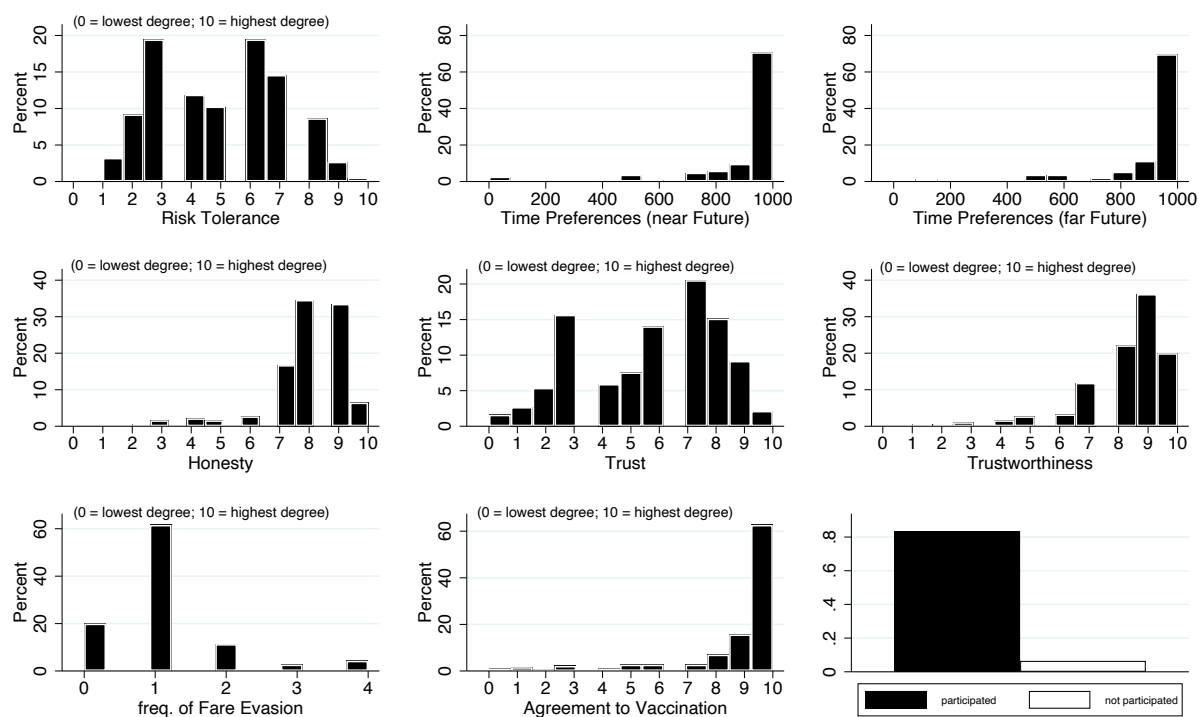 (0 = lowest degree; 10 = highest degree)
Percent
0 5 10 15 20
0 1 2 3 4 5 6 7 8 9 10
Risk Tolerance
Percent
0 20 40 60 80
0 200 400 600 800 1000
Time Preferences (near Future)
Percent
0 20 40 60 80
0 200 400 600 800 1000
Time Preferences (far Future)
(0 = lowest degree; 10 = highest degree)
Percent
0 10 20 30 40
0 1 2 3 4 5 6 7 8 9 10
Honesty
(0 = lowest degree; 10 = highest degree)
Percent
0 5 10 15 20
0 1 2 3 4 5 6 7 8 9 10
Trust
(0 = lowest degree; 10 = highest degree)
Percent
0 10 20 30 40
0 1 2 3 4 5 6 7 8 9 10
Trustworthiness
(0 = lowest degree; 10 = highest degree)
Percent
0 20 40 60
0 1 2 3 4
freq. of Fare Evasion
(0 = lowest degree; 10 = highest degree)
Percent
0 20 40 60
0 1 2 3 4 5 6 7 8 9 10
Agreement to Vaccination
0 .2 .4 .6 .8
participated not participated